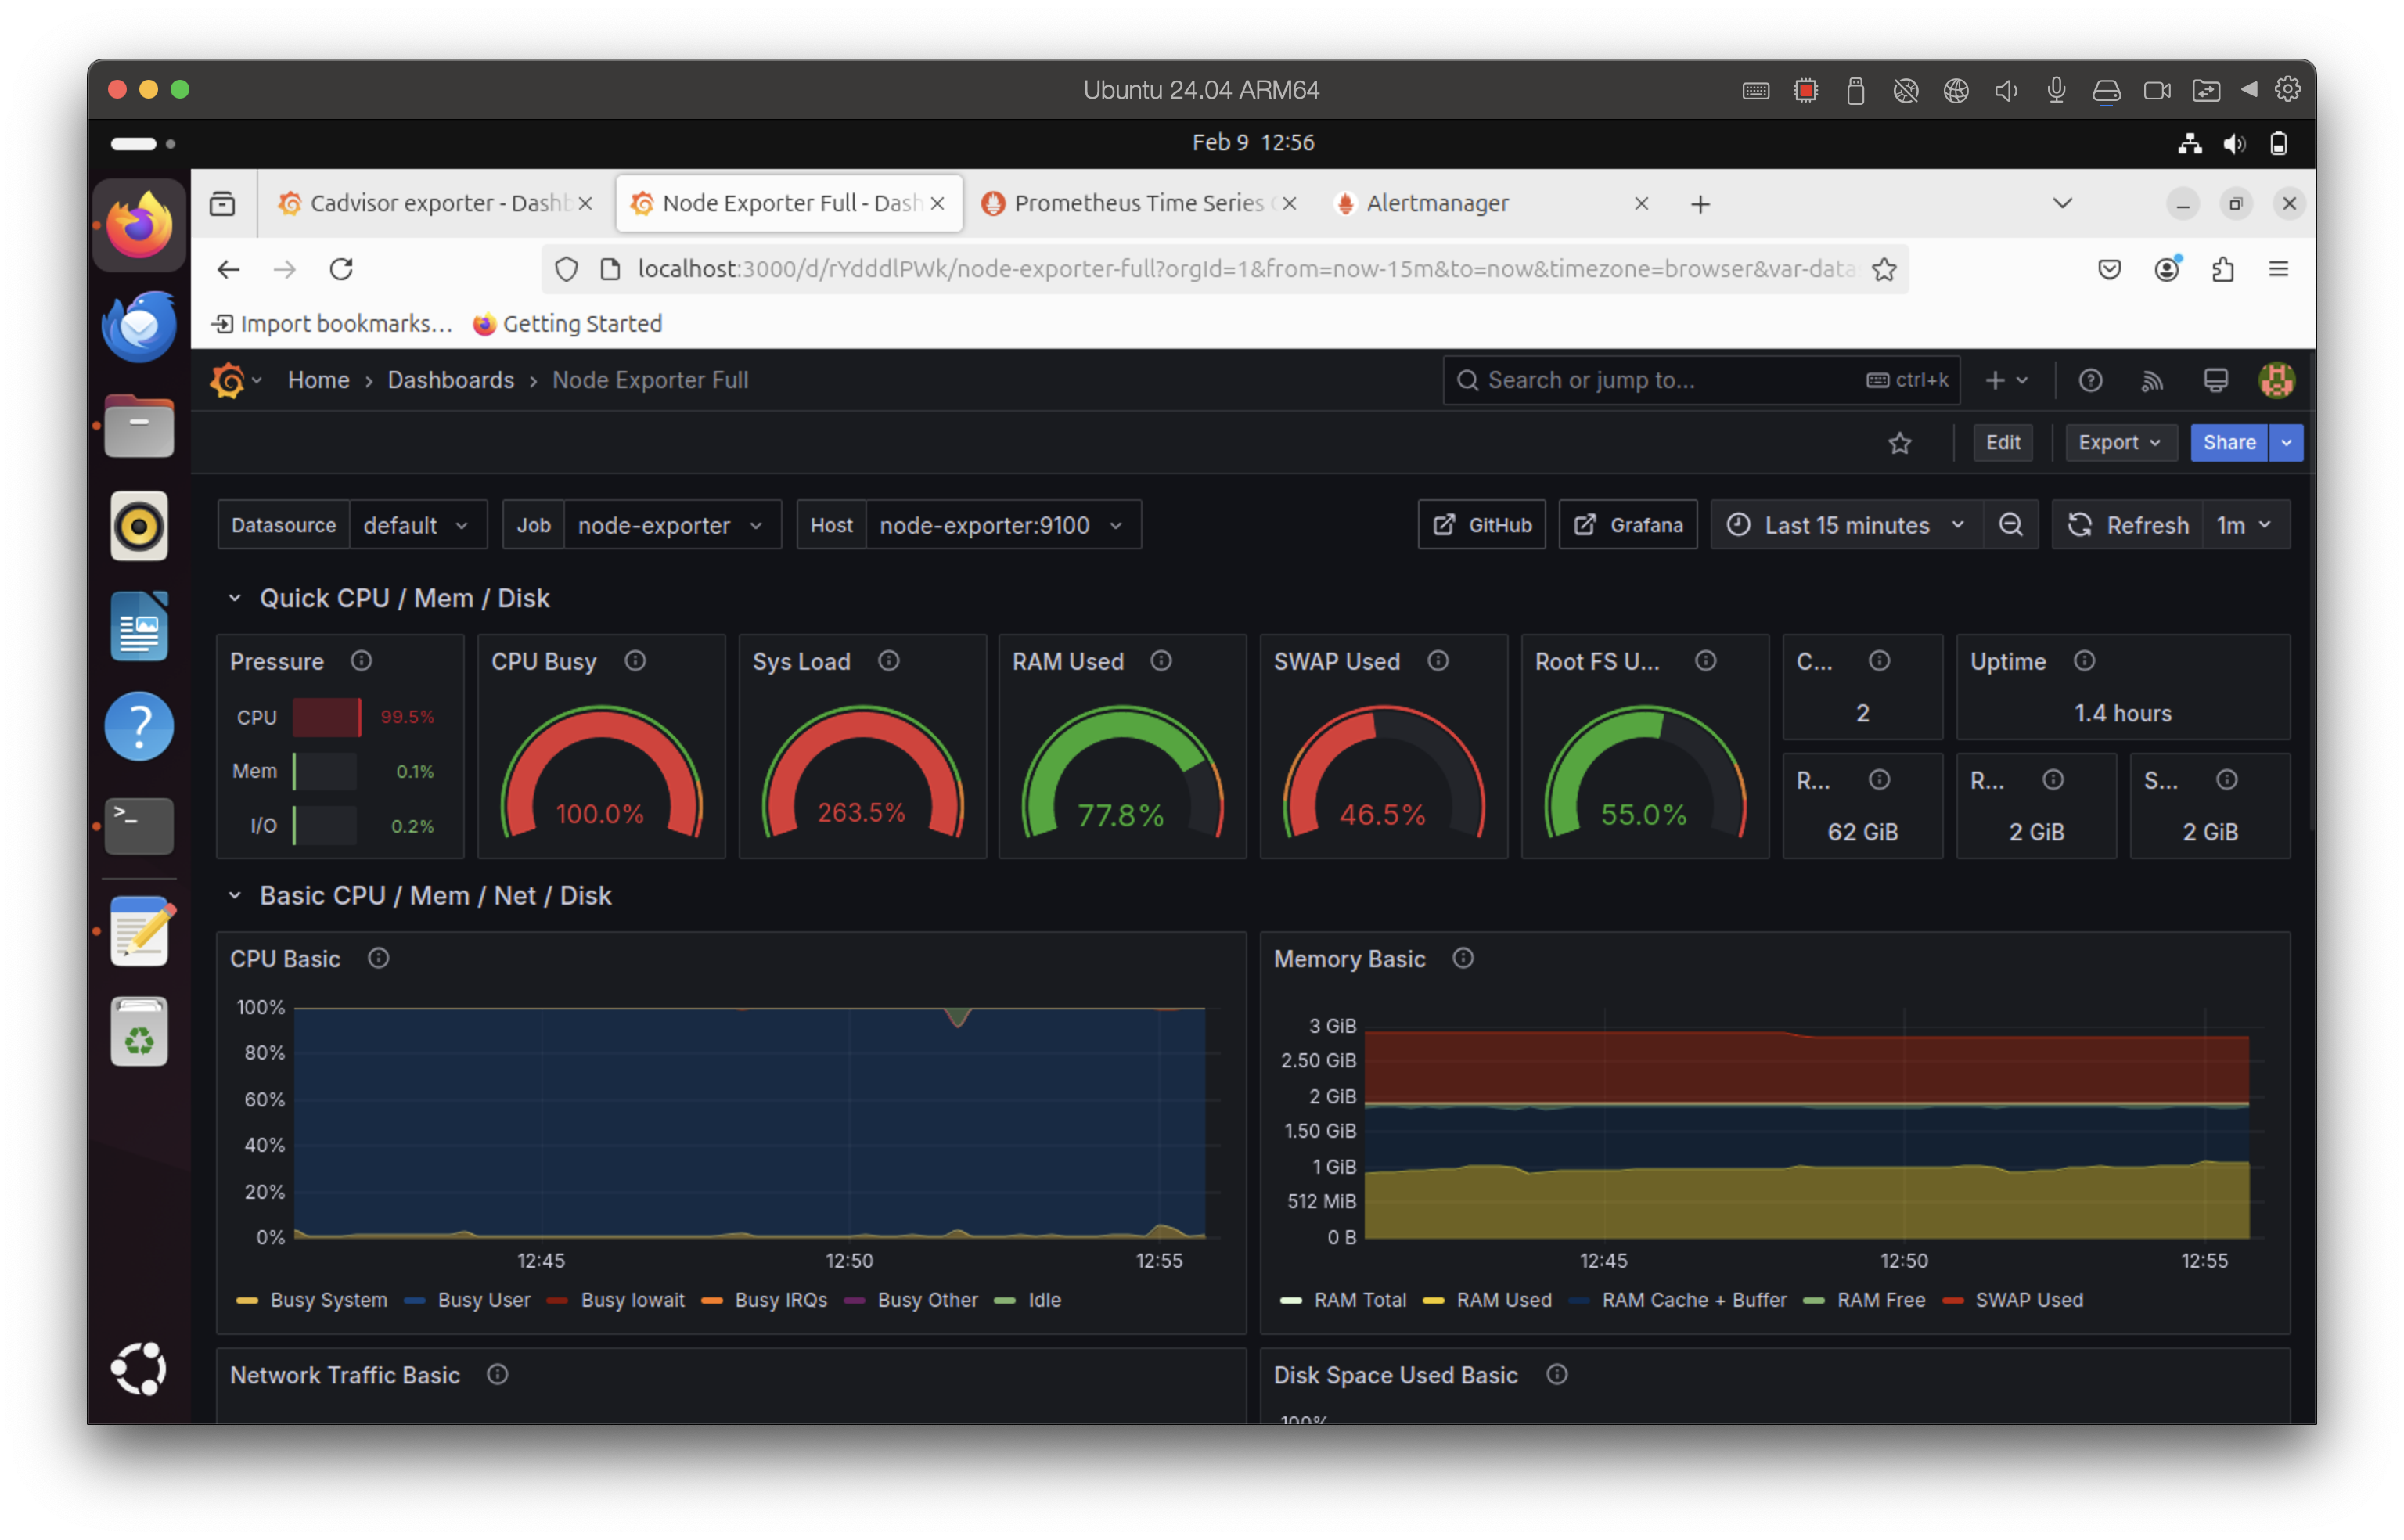 Ubuntu 24.04 ARM64
Feb 9 12:56
Cadvisor exporter - Dashb
Node Exporter Full - Dash
Prometheus Time Series
Alertmanager
localhost:3000/d/rYdddlPWk/node-exporter-full?orgId=1&from=now-15m&to=now&timezone=browser&var-data
Import bookmarks... Getting Started
Home › Dashboards › Node Exporter Full
Search or jump to... ctrl+k
Edit Export Share
Datasource default Job node-exporter Host node-exporter:9100
GitHub Grafana Last 15 minutes Refresh 1m
Quick CPU / Mem / Disk
Pressure
CPU 99.5%
Mem 0.1%
I/O 0.2%
CPU Busy
100.0%
Sys Load
263.5%
RAM Used
77.8%
SWAP Used
46.5%
Root FS U...
55.0%
C...
2
Uptime
1.4 hours
R...
62 GiB
R...
2 GiB
S...
2 GiB
Basic CPU / Mem / Net / Disk
CPU Basic
100%
80%
60%
40%
20%
0%
12:45 12:50 12:55
Busy System Busy User Busy Iowait Busy IRQs Busy Other Idle
Memory Basic
3 GiB
2.50 GiB
2 GiB
1.50 GiB
1 GiB
512 MiB
0 B
12:45 12:50 12:55
RAM Total RAM Used RAM Cache + Buffer RAM Free SWAP Used
Network Traffic Basic
Disk Space Used Basic
100%